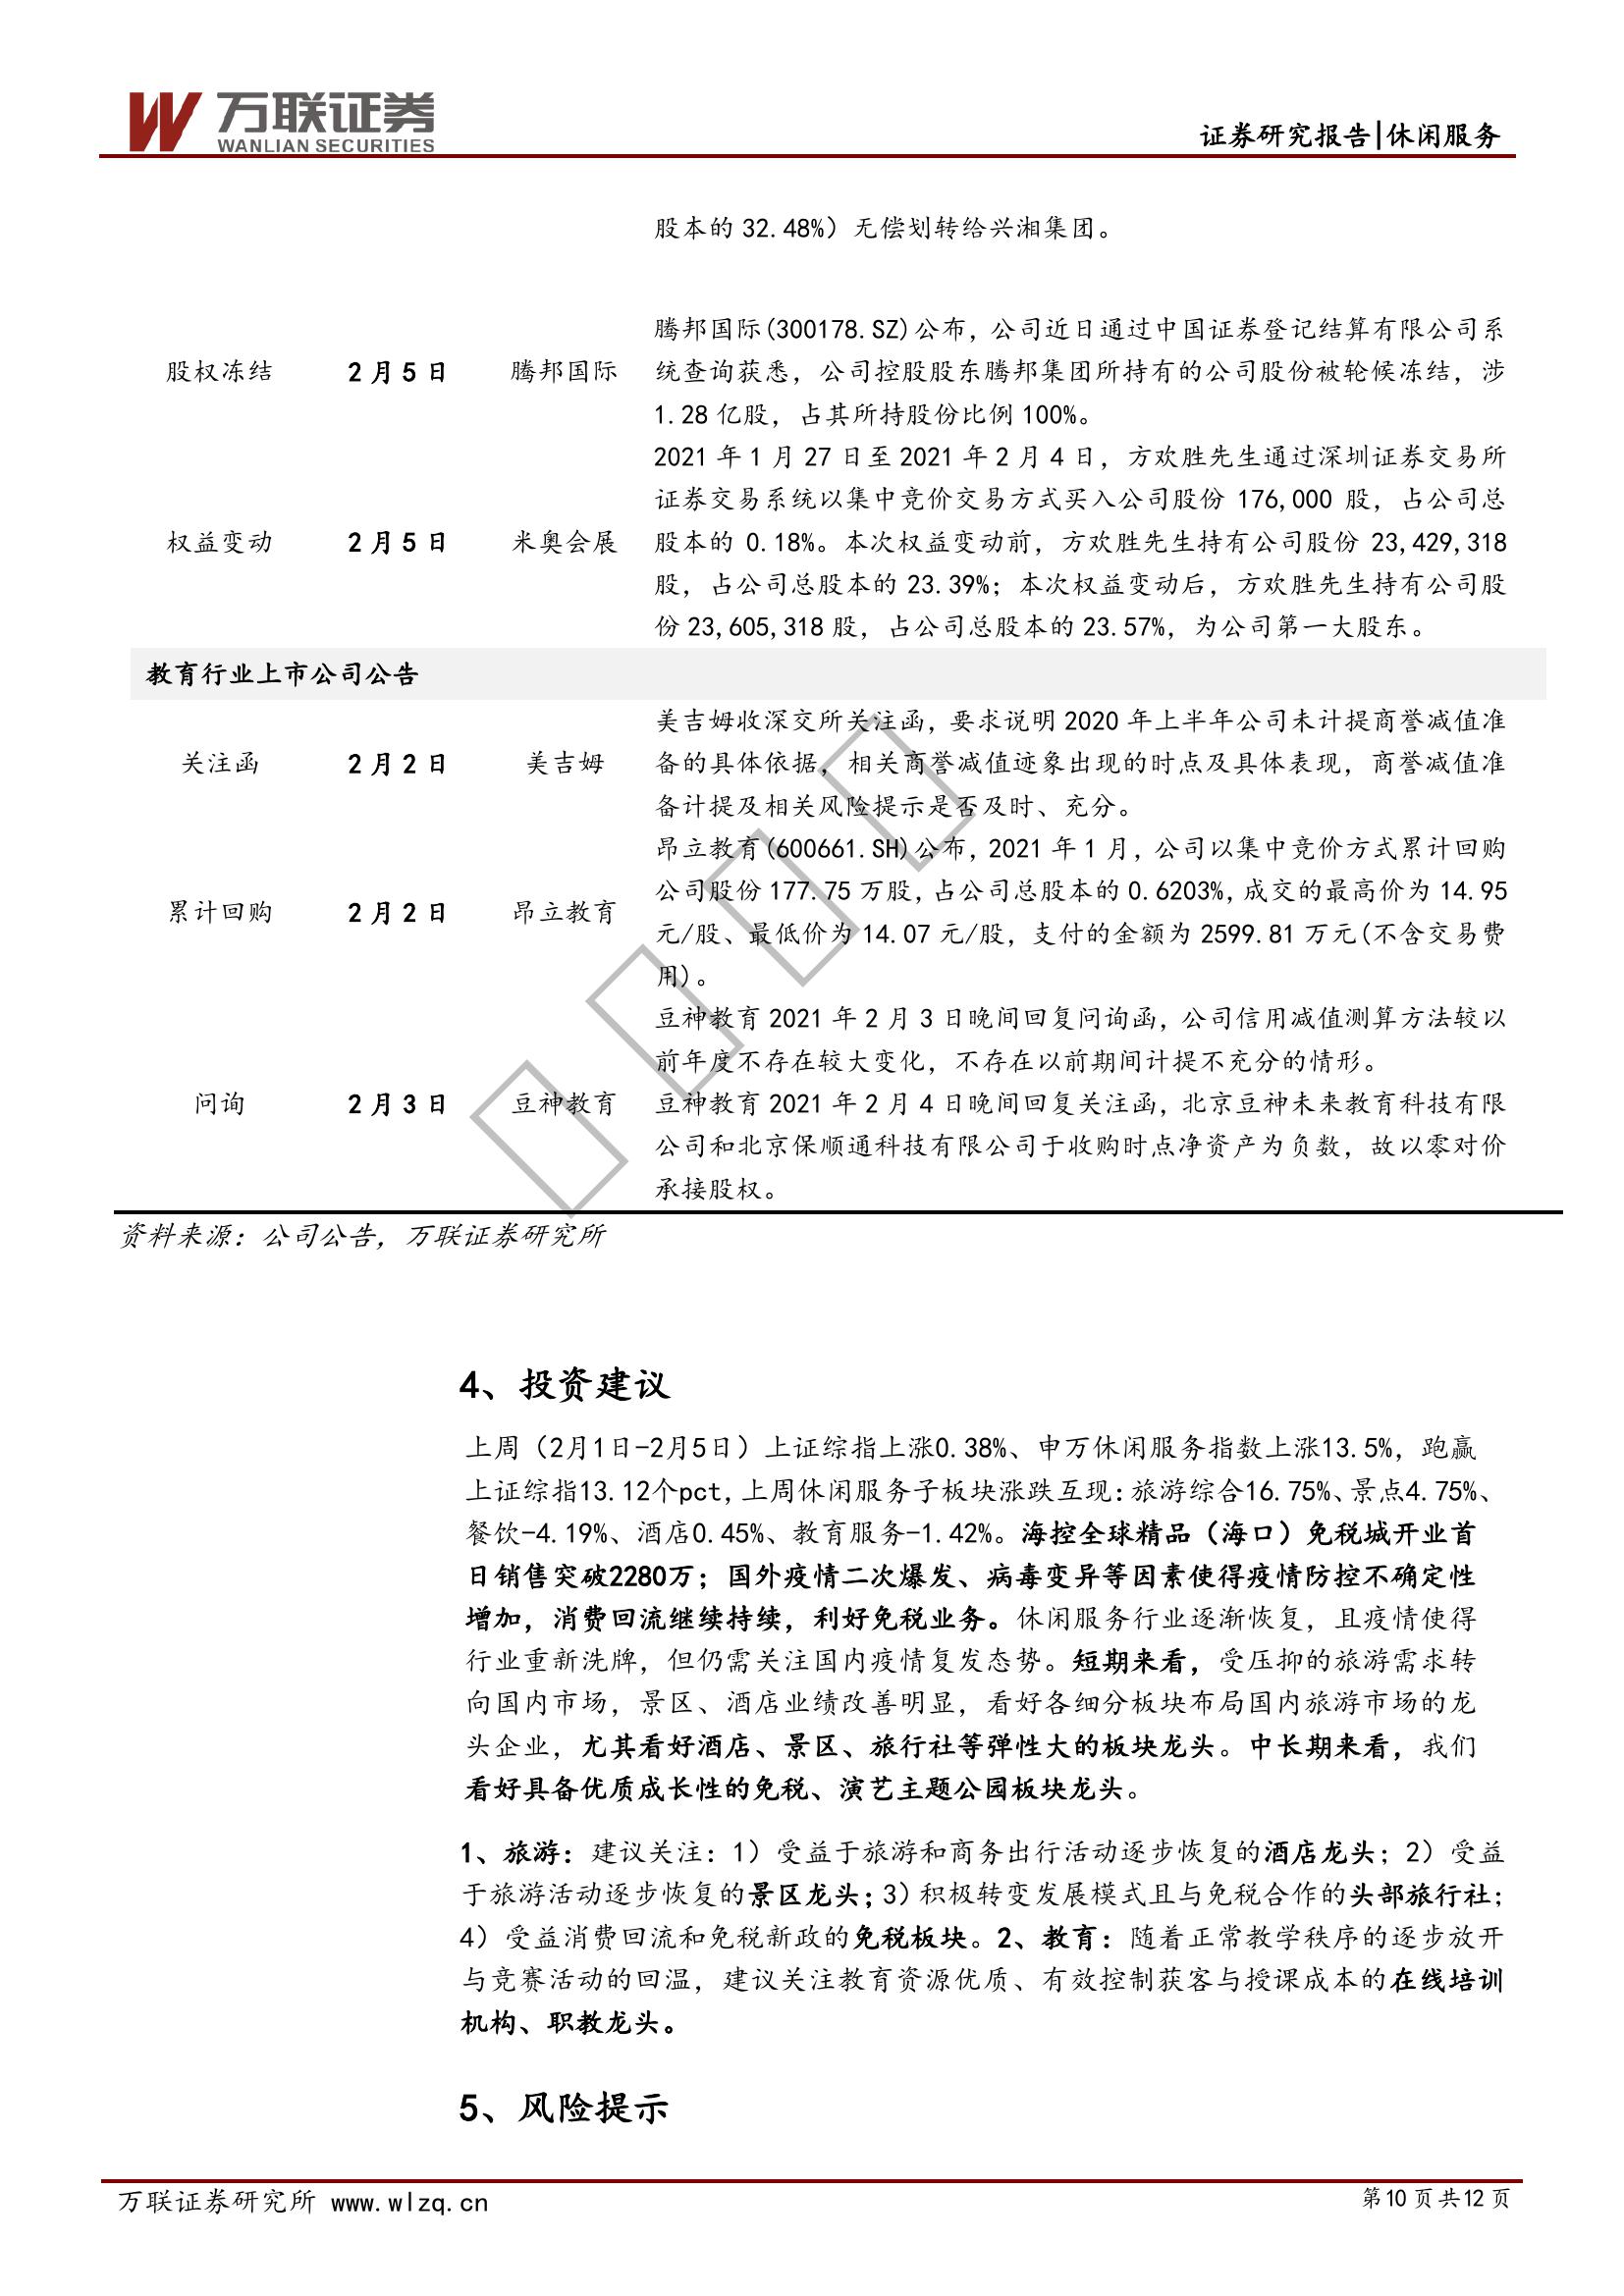 万联证券
WANLIAN SECURITIES
证券研究报告|休闲服务
股本的 32.48%）无偿划转给兴湘集团。
腾邦国际(300178.SZ)公布，公司近日通过中国证券登记结算有限公司系
股权冻结 2 月 5 日 腾邦国际 统查询获悉，公司控股股东腾邦集团所持有的公司股份被轮候冻结，涉
1.28 亿股，占其所持股份比例 100%。
2021 年 1 月 27 日至 2021 年 2 月 4 日，方欢胜先生通过深圳证券交易所
证券交易系统以集中竞价交易方式买入公司股份 176,000 股，占公司总
权益变动 2 月 5 日 米奥会展 股本的 0.18%。本次权益变动前，方欢胜先生持有公司股份 23,429,318
股，占公司总股本的 23.39%；本次权益变动后，方欢胜先生持有公司股
份 23,605,318 股，占公司总股本的 23.57%，为公司第一大股东。
教育行业上市公司公告
美吉姆收深交所关注函，要求说明 2020 年上半年公司未计提商誉减值准
关注函 2 月 2 日 美吉姆 备的具体依据，相关商誉减值迹象出现的时点及具体表现，商誉减值准
备计提及相关风险提示是否及时、充分。
昂立教育(600661.SH)公布，2021 年 1 月，公司以集中竞价方式累计回购
累计回购 2 月 2 日 昂立教育 公司股份 177.75 万股，占公司总股本的 0.6203%，成交的最高价为 14.95
元/股、最低价为 14.07 元/股，支付的金额为 2599.81 万元(不含交易费
用)。
豆神教育 2021 年 2 月 3 日晚间回复问询函，公司信用减值测算方法较以
前年度不存在较大变化，不存在以前期间计提不充分的情形。
问询 2 月 3 日 豆神教育 豆神教育 2021 年 2 月 4 日晚间回复关注函，北京豆神未来教育科技有限
公司和北京保顺通科技有限公司于收购时点净资产为负数，故以零对价
承接股权。
资料来源：公司公告，万联证券研究所
4、投资建议
上周（2月1日-2月5日）上证综指上涨0.38%、申万休闲服务指数上涨13.5%，跑赢
上证综指13.12个pct，上周休闲服务子板块涨跌互现：旅游综合16.75%、景点4.75%、
餐饮-4.19%、酒店0.45%、教育服务-1.42%。海控全球精品（海口）免税城开业首
日销售突破2280万；国外疫情二次爆发、病毒变异等因素使得疫情防控不确定性
增加，消费回流继续持续，利好免税业务。休闲服务行业逐渐恢复，且疫情使得
行业重新洗牌，但仍需关注国内疫情复发态势。短期来看，受压抑的旅游需求转
向国内市场，景区、酒店业绩改善明显，看好各细分板块布局国内旅游市场的龙
头企业，尤其看好酒店、景区、旅行社等弹性大的板块龙头。中长期来看，我们
看好具备优质成长性的免税、演艺主题公园板块龙头。
1、旅游：建议关注：1）受益于旅游和商务出行活动逐步恢复的酒店龙头；2）受益
于旅游活动逐步恢复的景区龙头；3）积极转变发展模式且与免税合作的头部旅行社；
4）受益消费回流和免税新政的免税板块。2、教育：随着正常教学秩序的逐步放开
与竞赛活动的回温，建议关注教育资源优质、有效控制获客与授课成本的在线培训
机构、职教龙头。
5、风险提示
万联证券研究所 www.wlzq.cn 第 10 页 共 12 页